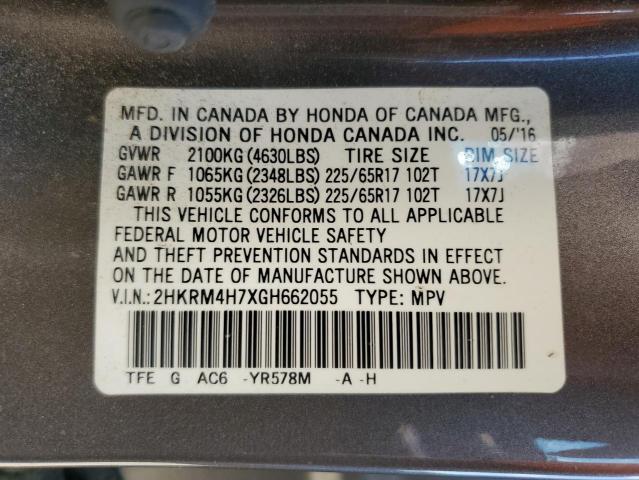 MFD. IN CANADA BY HONDA OF CANADA MFG.,
A DIVISION OF HONDA CANADA INC. 05/'16
GVWR 2100KG (4630LBS) TIRE SIZE RIM SIZE
GAWR F 1065KG (2348LBS) 225/65R17 102T 17X7J
GAWR R 1055KG (2326LBS) 225/65R17 102T 17X7J
THIS VEHICLE CONFORMS TO ALL APPLICABLE
FEDERAL MOTOR VEHICLE SAFETY
AND THEFT PREVENTION STANDARDS IN EFFECT
ON THE DATE OF MANUFACTURE SHOWN ABOVE.
V.I.N.: 2HKRM4H7XGH662055 TYPE: MPV
TFE G AC6 -YR578M -A -H